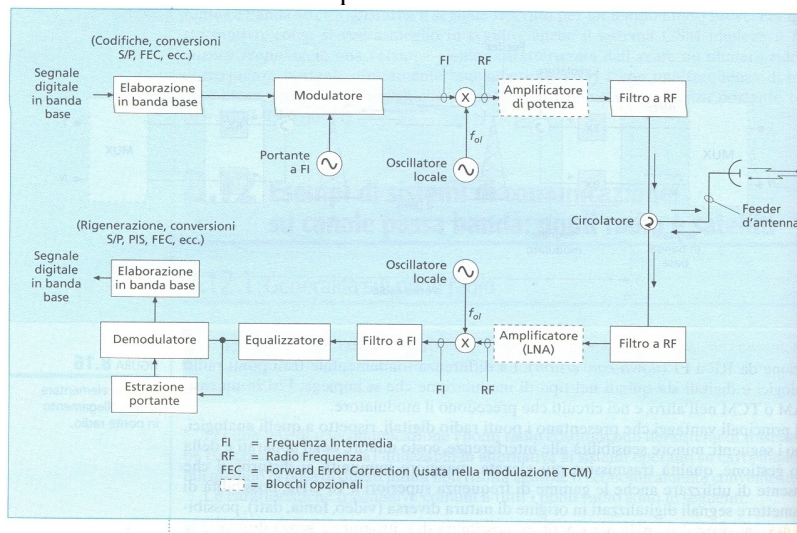 (Codifiche, conversioni
S/P, FEC, ecc.)
Segnale
digitale
in banda
base
Elaborazione
in banda base
Modulatore
Portante
a FI
FI
RF
X
f_ol
Oscillatore
locale
Amplificatore
di potenza
Filtro a RF
Circolatore
Feeder
d'antenna
(Rigenerazione, conversioni
S/P, PIS, FEC, ecc.)
Segnale
digitale
in banda
base
Elaborazione
in banda base
Demodulatore
Estrazione
portante
Equalizzatore
Filtro a FI
Oscillatore
locale
f_ol
X
FI
RF
Amplificatore
(LNA)
Filtro a RF
FI = Frequenza Intermedia
RF = Radio Frequenza
FEC = Forward Error Correction (usata nella modulazione TCM)
= Blocchi opzionali